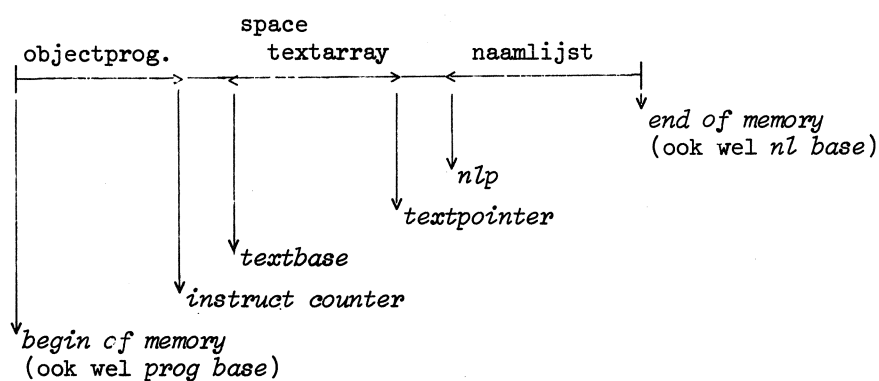 space
objectprog. textarray naamlijst
end of memory
(ook wel nl base)
nlp
textpointer
textbase
instruct counter
begin of memory
(ook wel prog base)